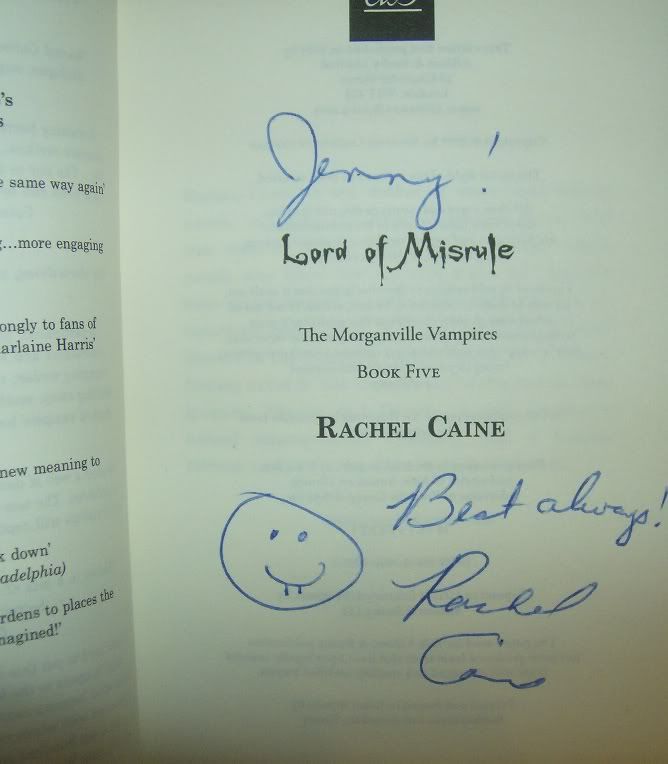 's
s
e same way again'
g...more engaging
ongly to fans of
arlaine Harris'
new meaning to
k down'
adelphia)
rdens to places the
magined!'
Jenny!
Lord of Misrule
The Morganville Vampires
Book Five
Rachel Caine
Best always!
Rachel
Caine